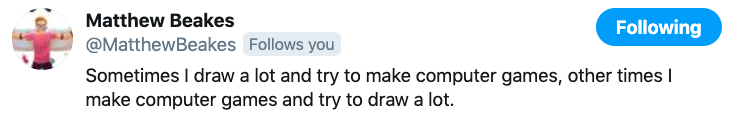 Matthew Beakes
Following
@MatthewBeakes Follows you
Sometimes I draw a lot and try to make computer games, other times I
make computer games and try to draw a lot.